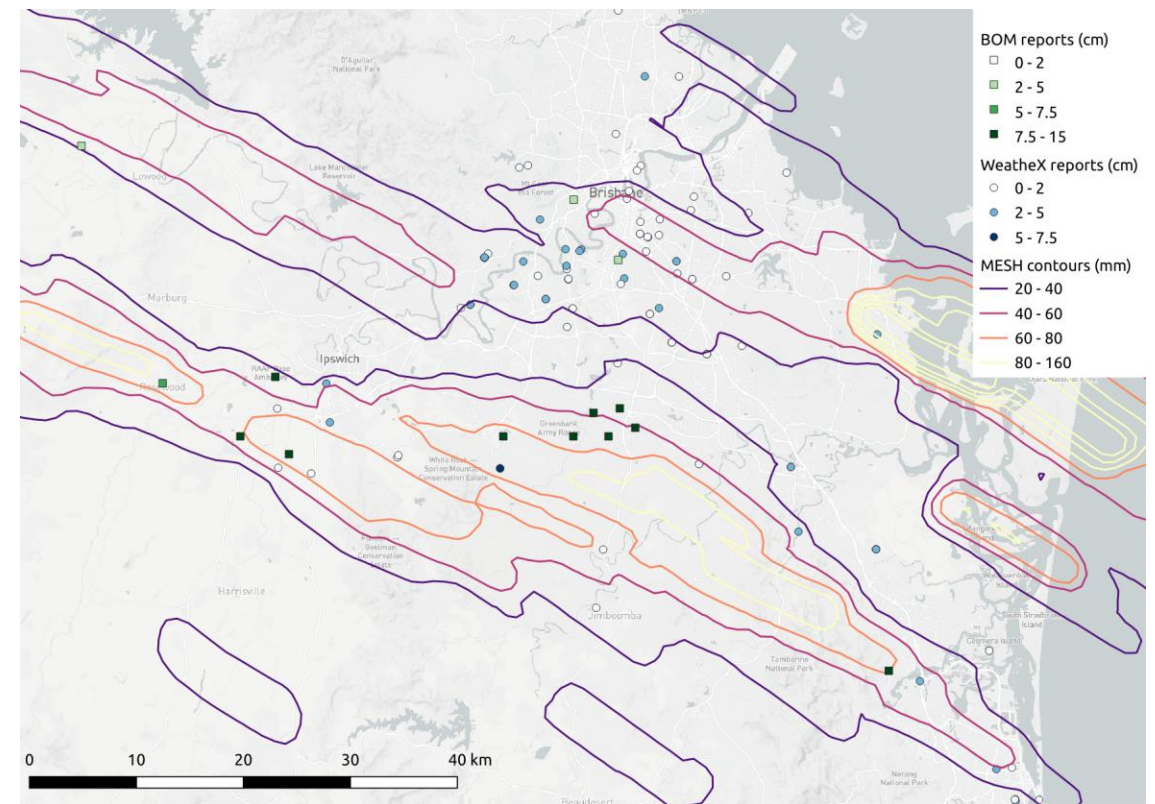 BOM reports (cm)
0 - 2
2 - 5
5 - 7.5
7.5 - 15
WeatheX reports (cm)
0 - 2
2 - 5
5 - 7.5
MESH contours (mm)
20 - 40
40 - 60
60 - 80
80 - 160
D'Aguilar
National Park
Lake Manchester
Reservoir
Lowood
Brisbane
Marburg
Ipswich
Greenbank
Army
White Rock —
Spring Mountain
Conservation Estate
Conservation
Estate
Harrisville
Jimboomba
Island
South Stradbroke
Island
Coomera Island
Tamborine
National Park
Nerang
National Park
Beaudesert
0 10 20 30 40 km